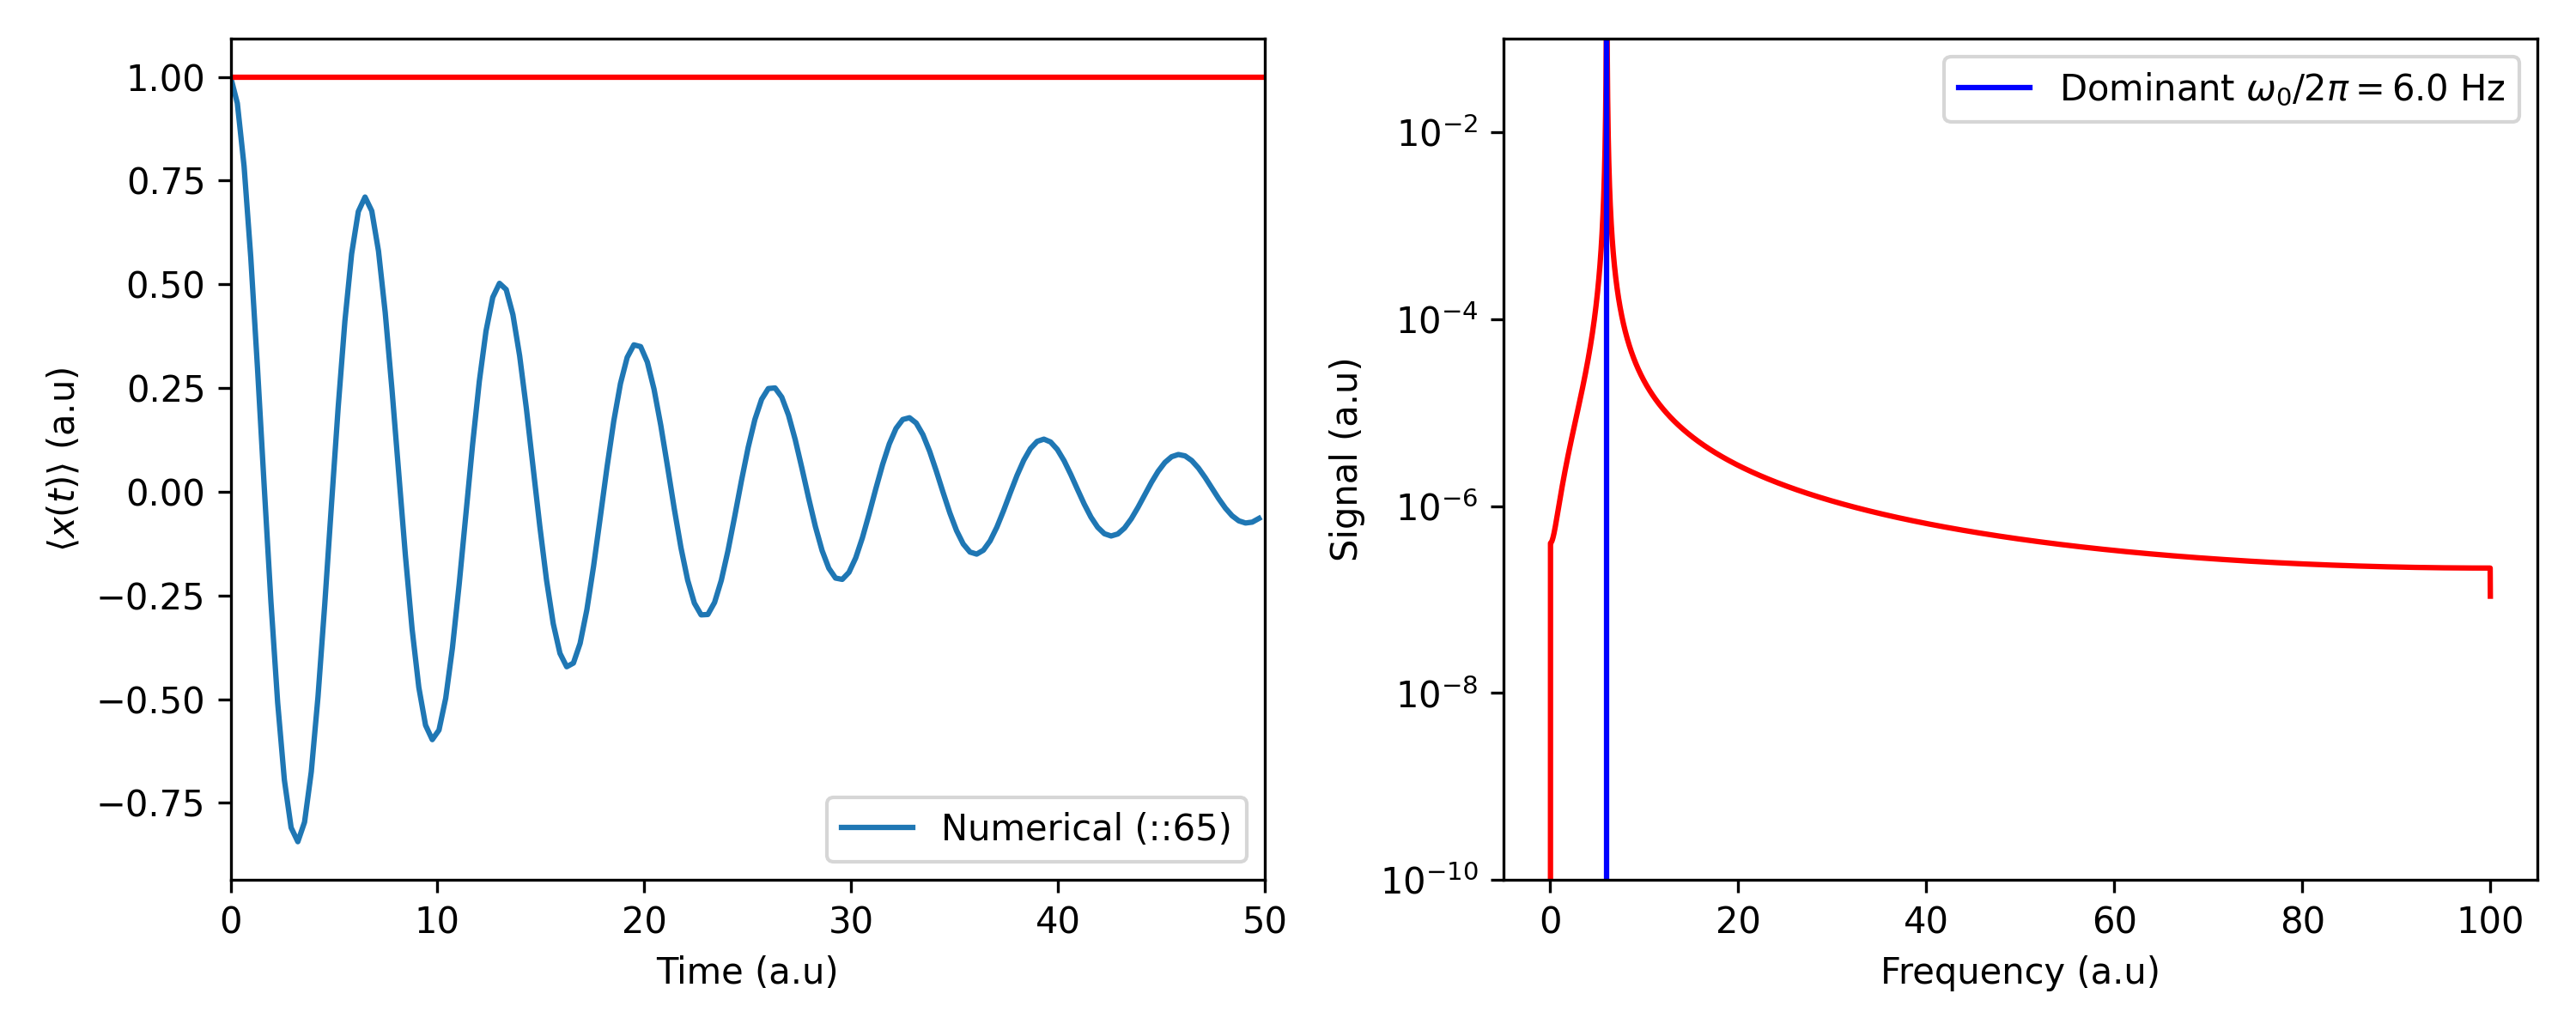 1.00
0.75
0.50
0.25
0.00
−0.25
−0.50
−0.75
⟨x(t)⟩ (a.u)
Numerical (::65)
0 10 20 30 40 50
Time (a.u)
Dominant ω₀/2π = 6.0 Hz
10⁻²
10⁻⁴
10⁻⁶
10⁻⁸
10⁻¹⁰
Signal (a.u)
0 20 40 60 80 100
Frequency (a.u)